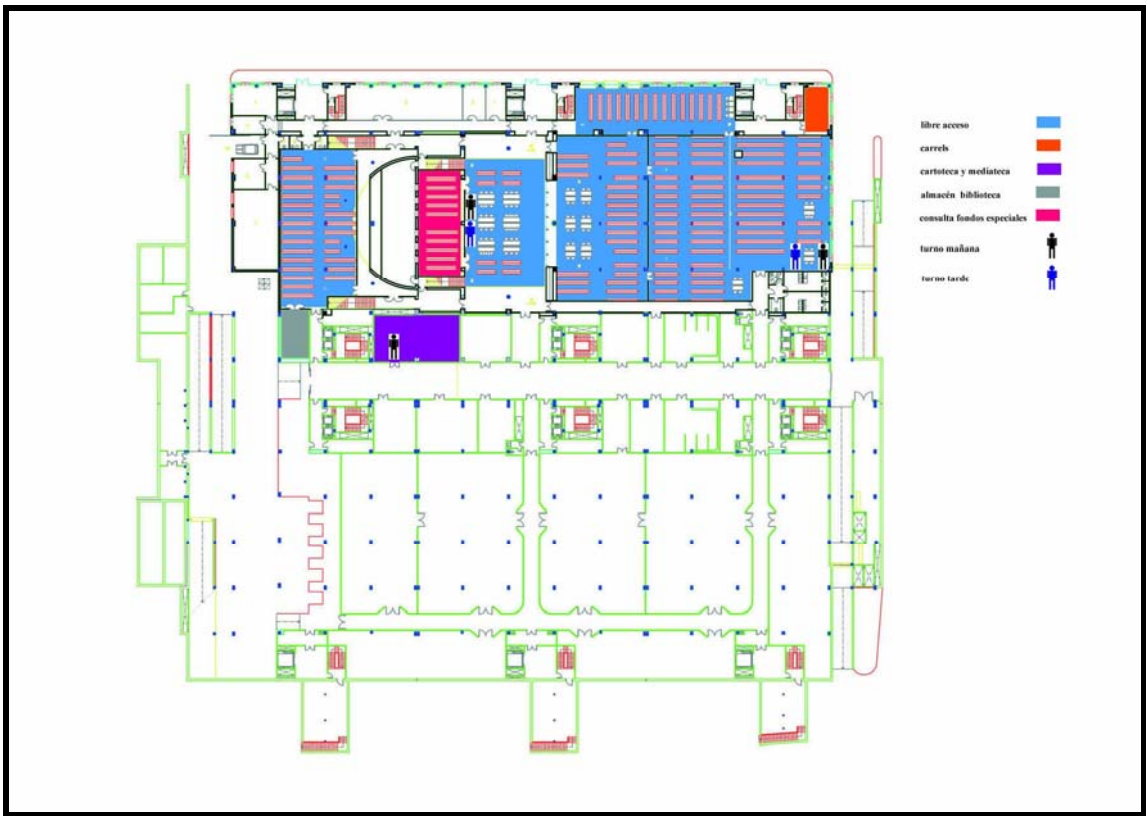 libre acceso
carrels
cartoteca y mediateca
almacén biblioteca
consulta fondos especiales
turno mañana
turno tarde